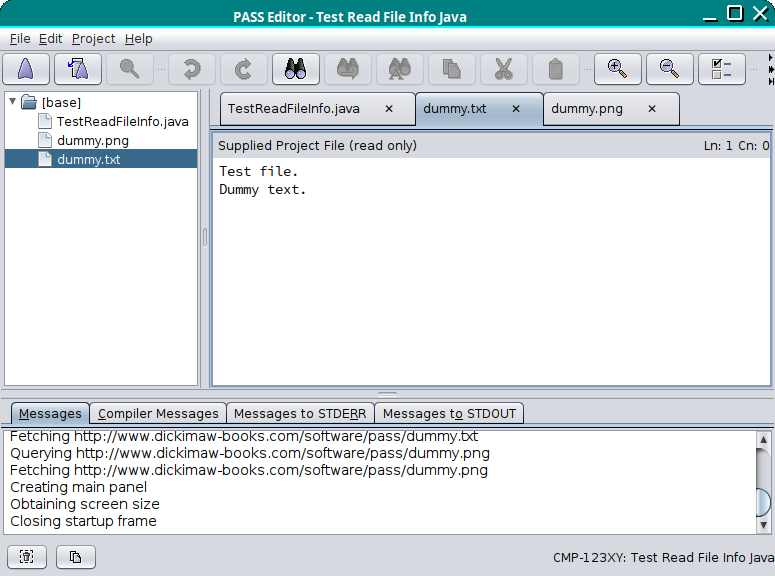 PASS Editor - Test Read File Info Java
File Edit Project Help
[base]
TestReadFileInfo.java
dummy.png
dummy.txt
TestReadFileInfo.java × dummy.txt × dummy.png ×
Supplied Project File (read only) Ln: 1 Cn: 0
Test file.
Dummy text.
Messages Compiler Messages Messages to STDERR Messages to STDOUT
Fetching http://www.dickimaw-books.com/software/pass/dummy.txt
Querying http://www.dickimaw-books.com/software/pass/dummy.png
Fetching http://www.dickimaw-books.com/software/pass/dummy.png
Creating main panel
Obtaining screen size
Closing startup frame
CMP-123XY: Test Read File Info Java